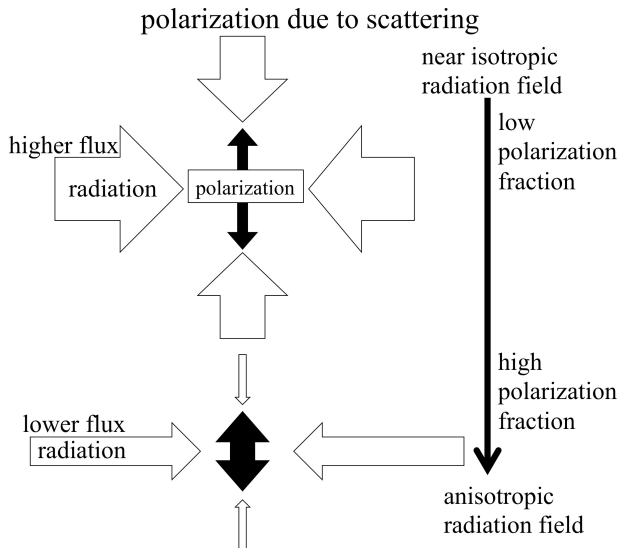 polarization due to scattering
near isotropic
radiation field
low
polarization
fraction
higher flux
radiation
polarization
high
polarization
fraction
lower flux
radiation
anisotropic
radiation field